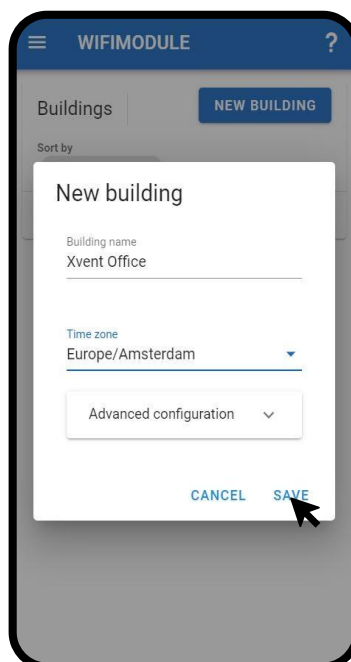 WIFIMODULE ?
Buildings NEW BUILDING
Sort by
New building
Building name
Xvent Office
Time zone
Europe/Amsterdam
Advanced configuration
CANCEL SAVE